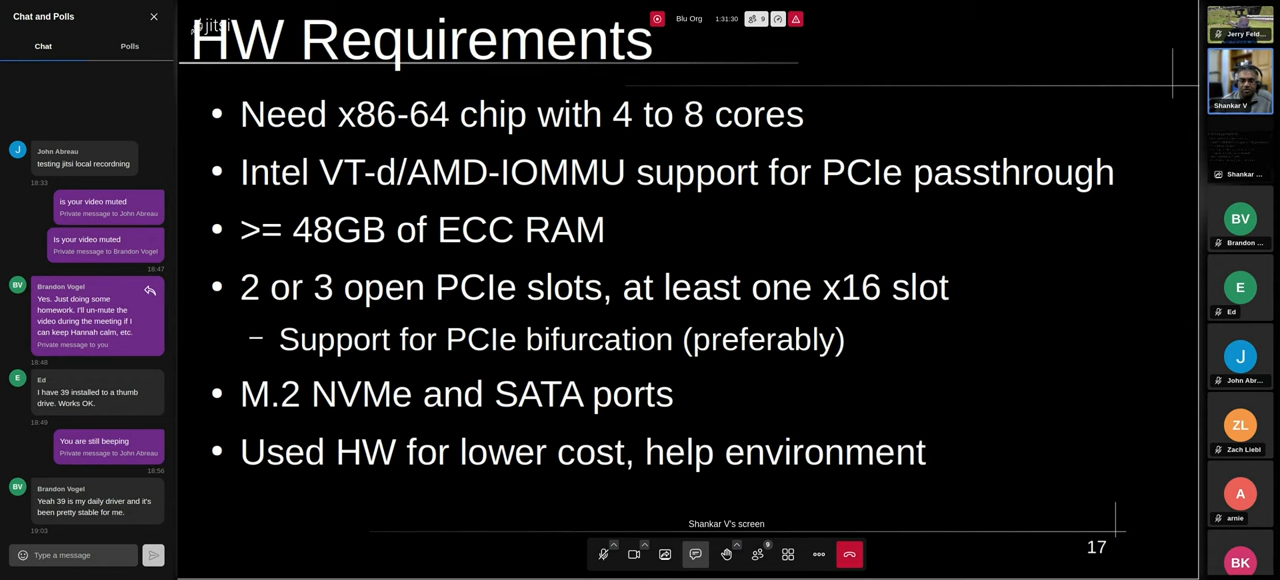 Chat and Polls
Chat
Polls
John Abreau
testing jitsi local recordning
18:33
is your video muted
Private message to John Abreau
Is your video muted
Private message to Brandon Vogel
18:47
BV
Brandon Vogel
Yes. Just doing some
homework. I'll un-mute the
video during the meeting if I
can keep Hannah calm, etc.
Private message to you
18:48
E
Ed
I have 39 installed to a thumb
drive. Works OK.
18:49
You are still beeping
Private message to John Abreau
18:56
BV
Brandon Vogel
Yeah 39 is my daily driver and it's
been pretty stable for me.
19:03
Type a message
J
jitsi
Blu Org
1:31:30
9
HW Requirements
• Need x86-64 chip with 4 to 8 cores
• Intel VT-d/AMD-IOMMU support for PCIe passthrough
• >= 48GB of ECC RAM
• 2 or 3 open PCIe slots, at least one x16 slot
– Support for PCIe bifurcation (preferably)
• M.2 NVMe and SATA ports
• Used HW for lower cost, help environment
Shankar V's screen
17
9
Jerry Feld...
Shankar V
Shankar ...
BV
Brandon ...
E
Ed
J
John Abr...
ZL
Zach Liebl
A
arnie
BK